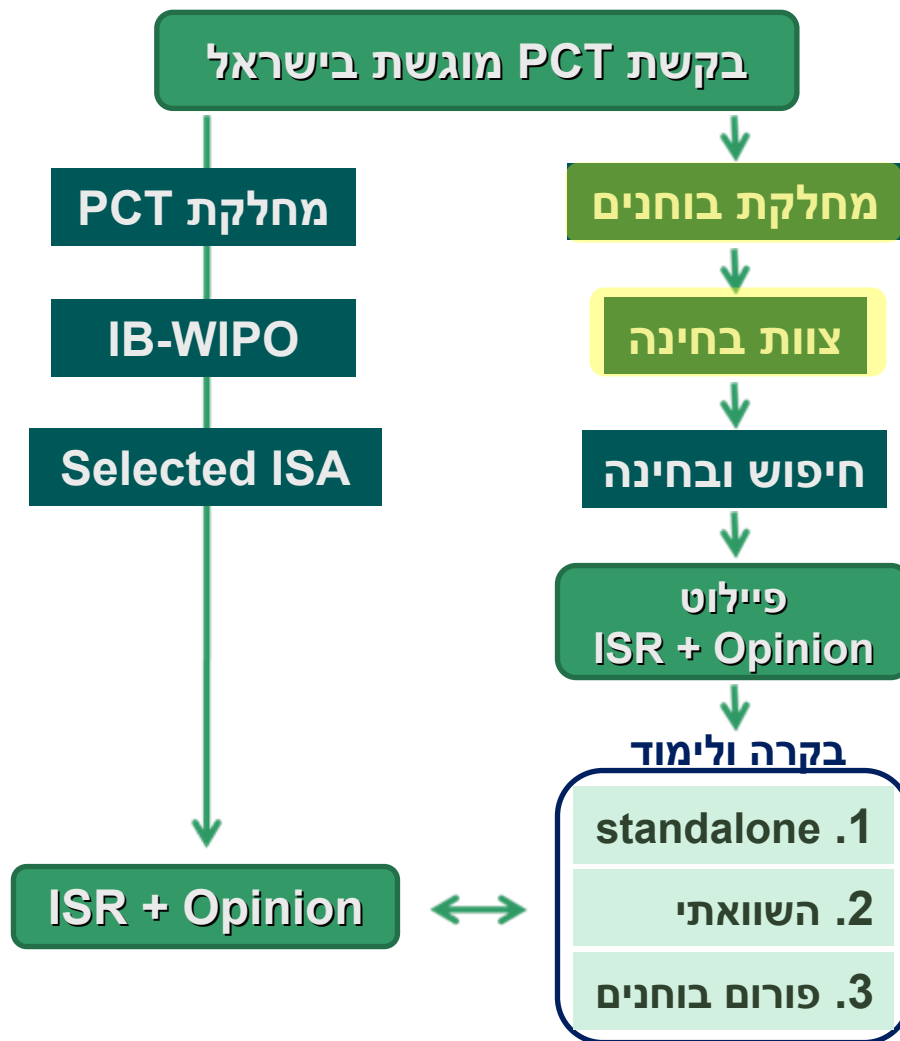 בקשת PCT מוגשת בישראל
מחלקת בוחנים
מחלקת PCT
צוות בחינה
IB-WIPO
חיפוש ובחינה
Selected ISA
פיילוט
ISR + Opinion
בקרה ולימוד
1. standalone
2. השוואתי
3. פורום בוחנים
ISR + Opinion